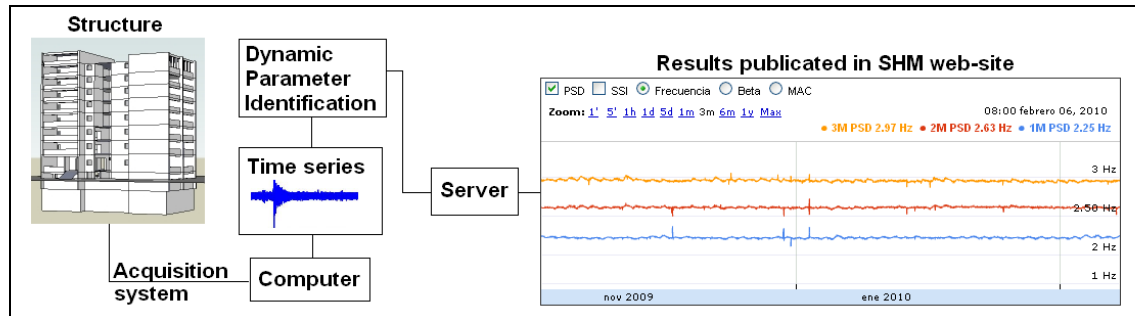 Structure
Acquisition
system
Computer
Time series
Dynamic
Parameter
Identification
Server
Results publicated in SHM web-site
PSD SSI Frecuencia Beta MAC
Zoom: 1' 5' 1h 1d 5d 1m 3m 6m 1y Max
08:00 febrero 06, 2010
3M PSD 2.97 Hz 2M PSD 2.63 Hz 1M PSD 2.25 Hz
3 Hz
2.50 Hz
2 Hz
1 Hz
nov 2009 ene 2010